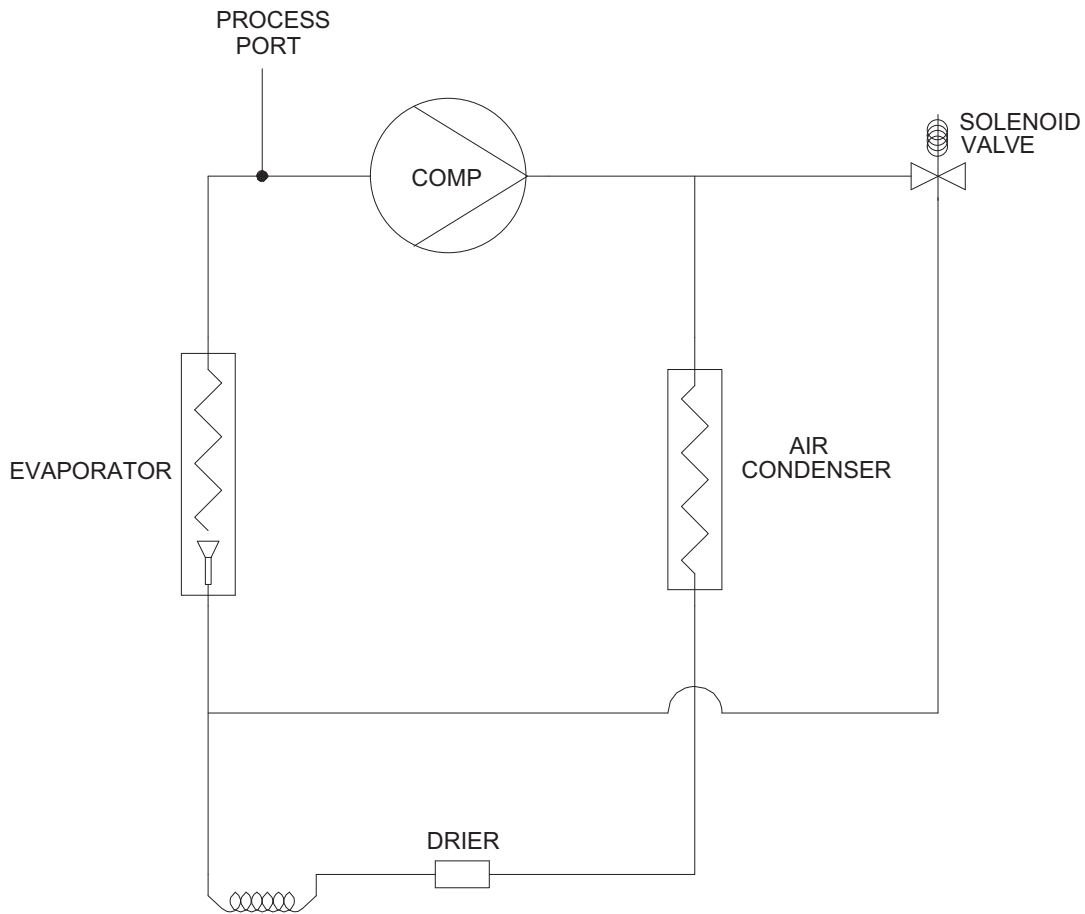 PROCESS
PORT
SOLENOID
VALVE
COMP
EVAPORATOR
AIR
CONDENSER
DRIER